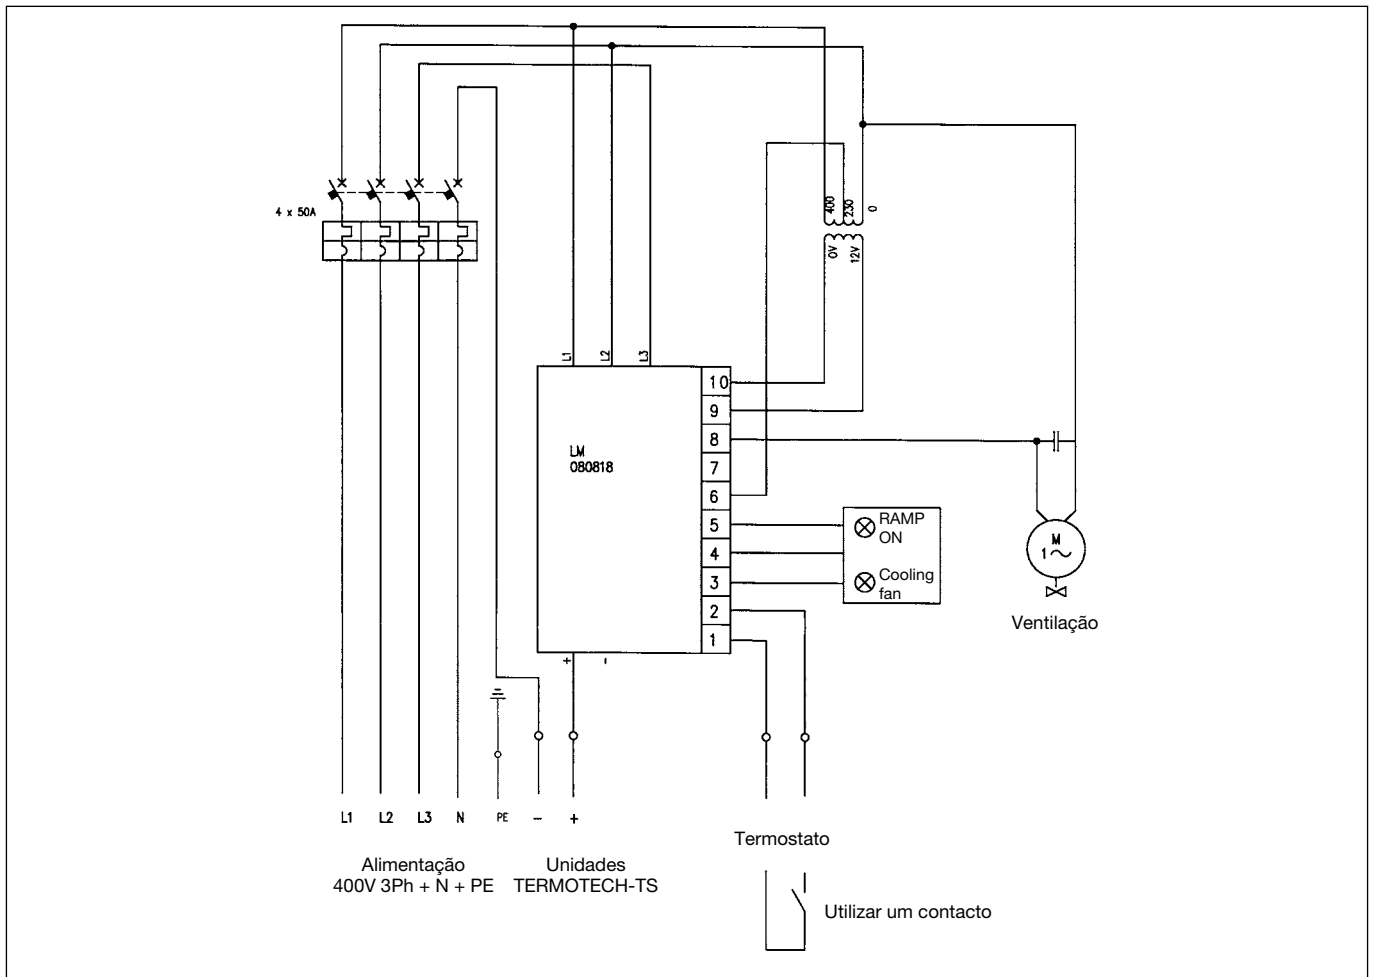 4 x 50A
400
230
0
0V
12V
L1
L2
L3
10
9
8
7
6
5
4
3
2
1
LM
080818
RAMP
ON
Cooling
fan
M
1~
Ventilação
+
-
L1 L2 L3 N PE - +
Alimentação
400V 3Ph + N + PE
Unidades
TERMOTECH-TS
Termostato
Utilizar um contacto